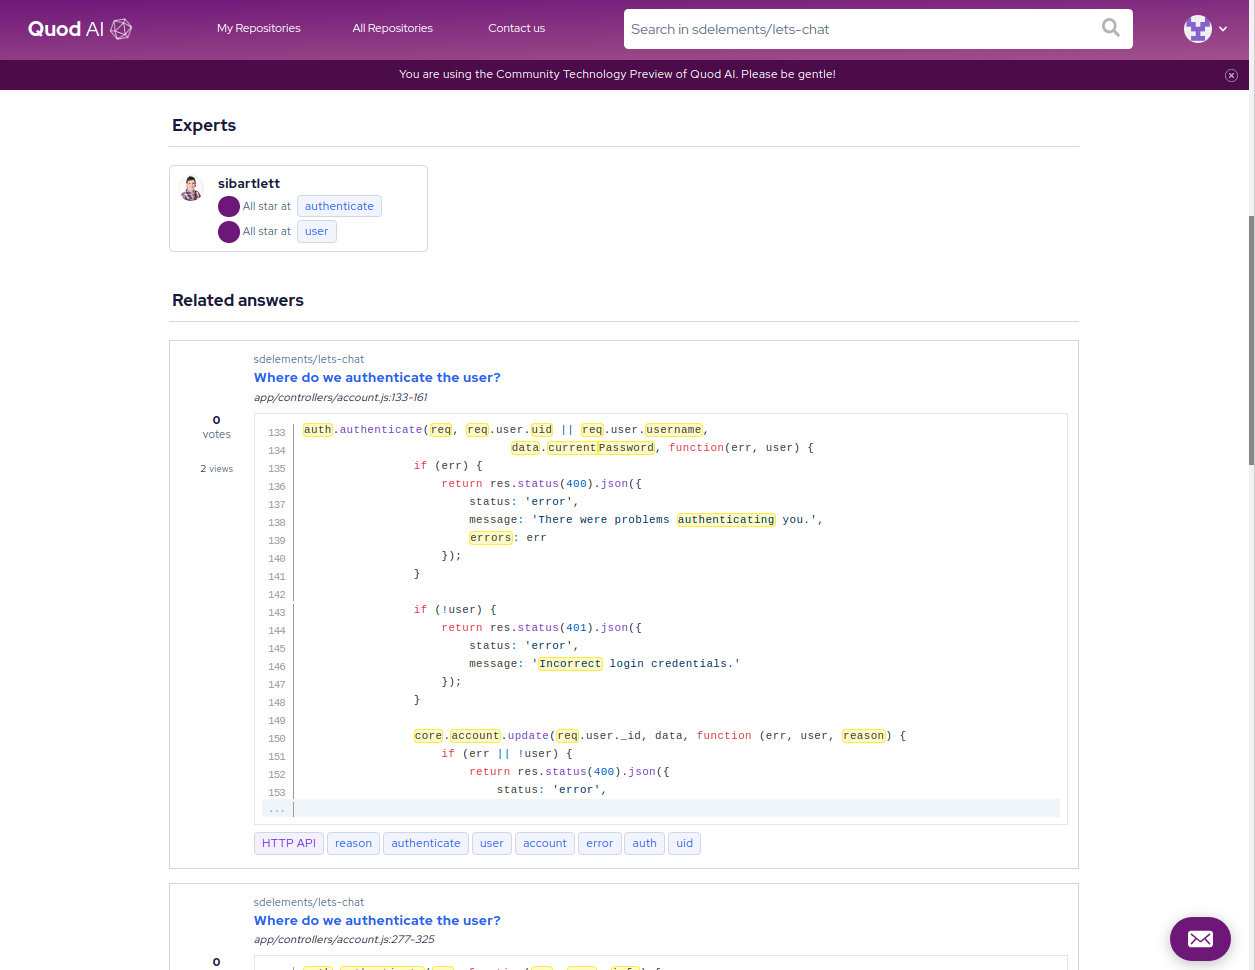 Quod AI
My Repositories
All Repositories
Contact us
Search in sdelements/lets-chat
You are using the Community Technology Preview of Quod AI. Please be gentle!
Experts
sibartlett
All star at authenticate
All star at user
Related answers
sdelements/lets-chat
Where do we authenticate the user?
app/controllers/account.js:133-161
0
votes
2 views
133 auth.authenticate(req, req.user.uid || req.user.username,
134 data.currentPassword, function(err, user) {
135 if (err) {
136 return res.status(400).json({
137 status: 'error',
138 message: 'There were problems authenticating you.',
139 errors: err
140 });
141 }
142
143 if (!user) {
144 return res.status(401).json({
145 status: 'error',
146 message: 'Incorrect login credentials.'
147 });
148 }
149
150 core.account.update(req.user._id, data, function (err, user, reason) {
151 if (err || !user) {
152 return res.status(400).json({
153 status: 'error',
...
HTTP API reason authenticate user account error auth uid
sdelements/lets-chat
Where do we authenticate the user?
app/controllers/account.js:277-325
0